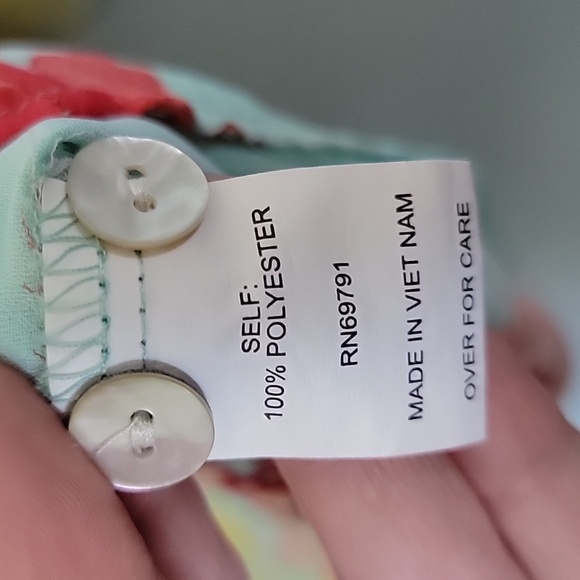 SELF:
100% POLYESTER
RN69791
MADE IN VIET NAM
OVER FOR CARE